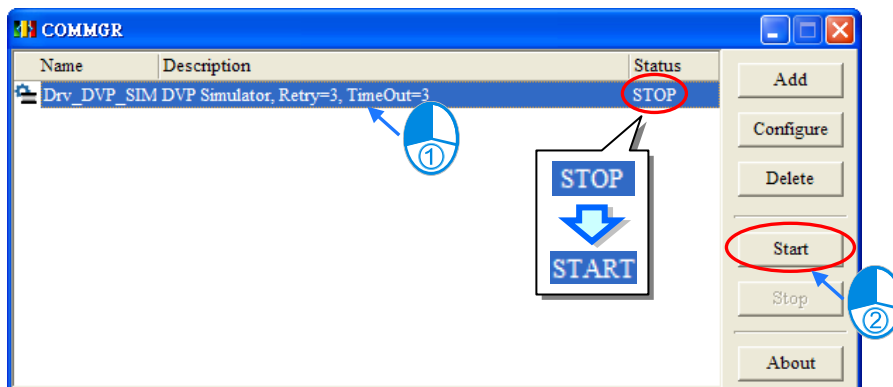 COMMGR
Name Description Status
Drv_DVP_SIM DVP Simulator, Retry=3, TimeOut=3 STOP
Add
Configure
Delete
Start
Stop
About
①
STOP
START
②